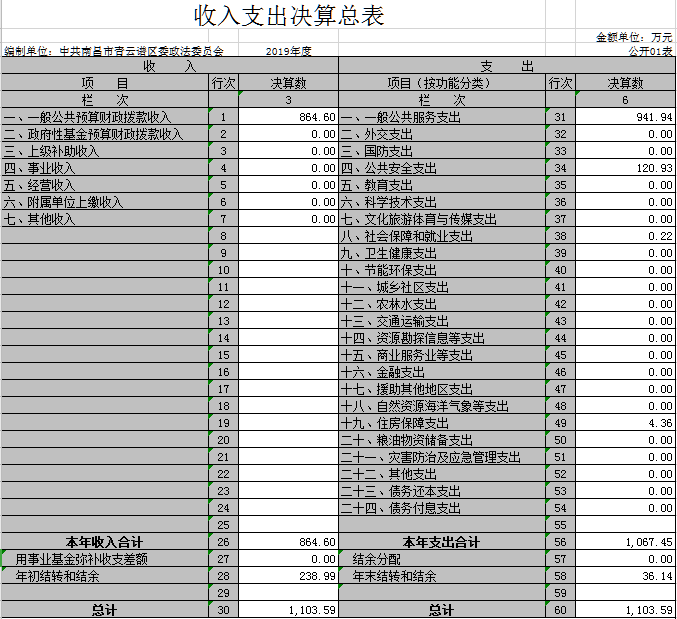 收入支出决算总表
金额单位：万元
编制单位：中共南昌市青云谱区委政法委员会 2019年度 公开01表
收 入 支 出
项 目 行次 决算数 项目（按功能分类） 行次 决算数
栏 次 3 栏 次 6
一、一般公共预算财政拨款收入 1 864.60 一、一般公共服务支出 31 941.94
二、政府性基金预算财政拨款收入 2 0.00 二、外交支出 32 0.00
三、上级补助收入 3 0.00 三、国防支出 33 0.00
四、事业收入 4 0.00 四、公共安全支出 34 120.93
五、经营收入 5 0.00 五、教育支出 35 0.00
六、附属单位上缴收入 6 0.00 六、科学技术支出 36 0.00
七、其他收入 7 0.00 七、文化旅游体育与传媒支出 37 0.00
8 八、社会保障和就业支出 38 0.22
9 九、卫生健康支出 39 0.00
10 十、节能环保支出 40 0.00
11 十一、城乡社区支出 41 0.00
12 十二、农林水支出 42 0.00
13 十三、交通运输支出 43 0.00
14 十四、资源勘探信息等支出 44 0.00
15 十五、商业服务业等支出 45 0.00
16 十六、金融支出 46 0.00
17 十七、援助其他地区支出 47 0.00
18 十八、自然资源海洋气象等支出 48 0.00
19 十九、住房保障支出 49 4.36
20 二十、粮油物资储备支出 50 0.00
21 二十一、灾害防治及应急管理支出 51 0.00
22 二十二、其他支出 52 0.00
23 二十三、债务还本支出 53 0.00
24 二十四、债务付息支出 54 0.00
25 55
本年收入合计 26 864.60 本年支出合计 56 1,067.45
用事业基金弥补收支差额 27 0.00 结余分配 57 0.00
年初结转和结余 28 238.99 年末结转和结余 58 36.14
29 59
总计 30 1,103.59 总计 60 1,103.59